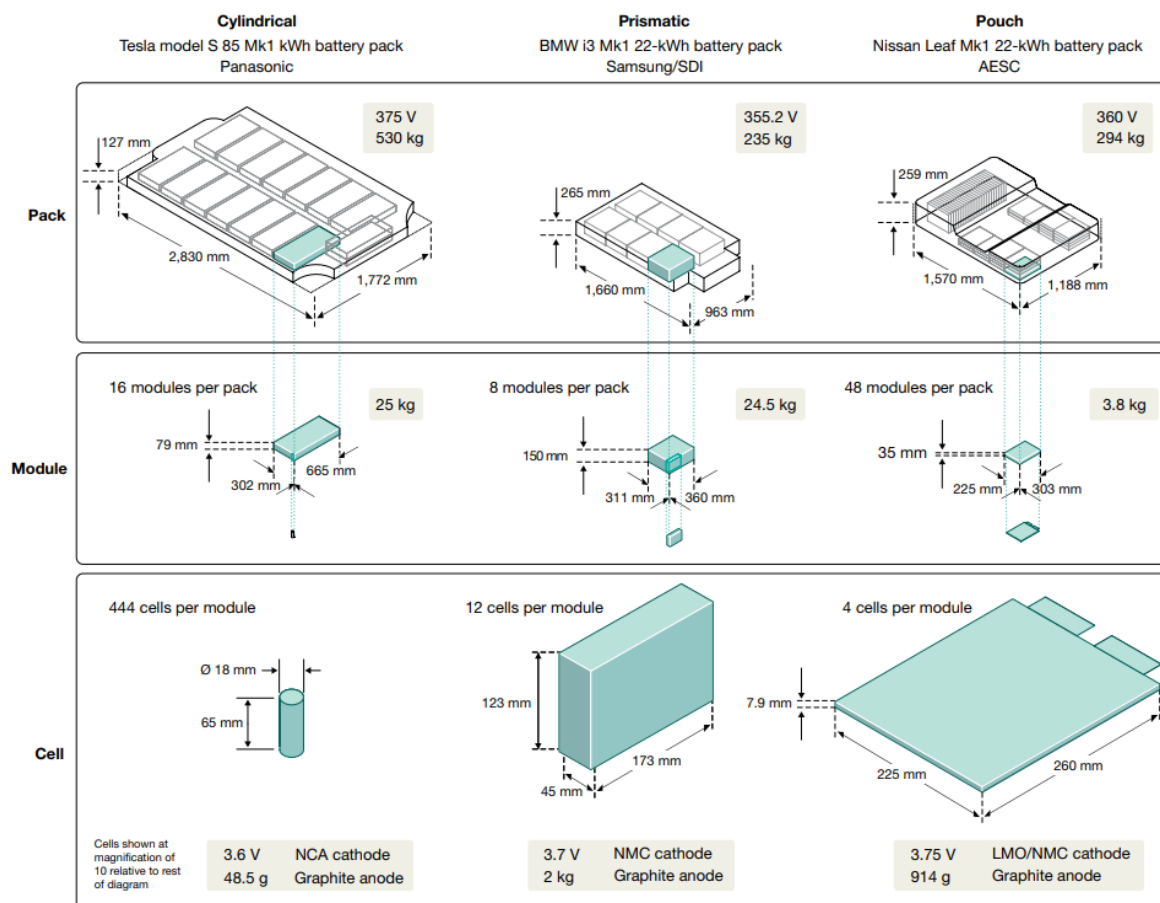 Cylindrical
Tesla model S 85 Mk1 kWh battery pack
Panasonic
Prismatic
BMW i3 Mk1 22-kWh battery pack
Samsung/SDI
Pouch
Nissan Leaf Mk1 22-kWh battery pack
AESC
Pack
375 V
530 kg
127 mm
2,830 mm
1,772 mm
355.2 V
235 kg
265 mm
1,660 mm
963 mm
360 V
294 kg
259 mm
1,570 mm
1,188 mm
Module
16 modules per pack
25 kg
79 mm
665 mm
302 mm
8 modules per pack
24.5 kg
150 mm
311 mm
360 mm
48 modules per pack
3.8 kg
35 mm
225 mm
303 mm
Cell
444 cells per module
Ø 18 mm
65 mm
12 cells per module
123 mm
173 mm
45 mm
4 cells per module
7.9 mm
225 mm
260 mm
Cells shown at
magnification of
10 relative to rest
of diagram
3.6 V NCA cathode
48.5 g Graphite anode
3.7 V NMC cathode
2 kg Graphite anode
3.75 V LMO/NMC cathode
914 g Graphite anode